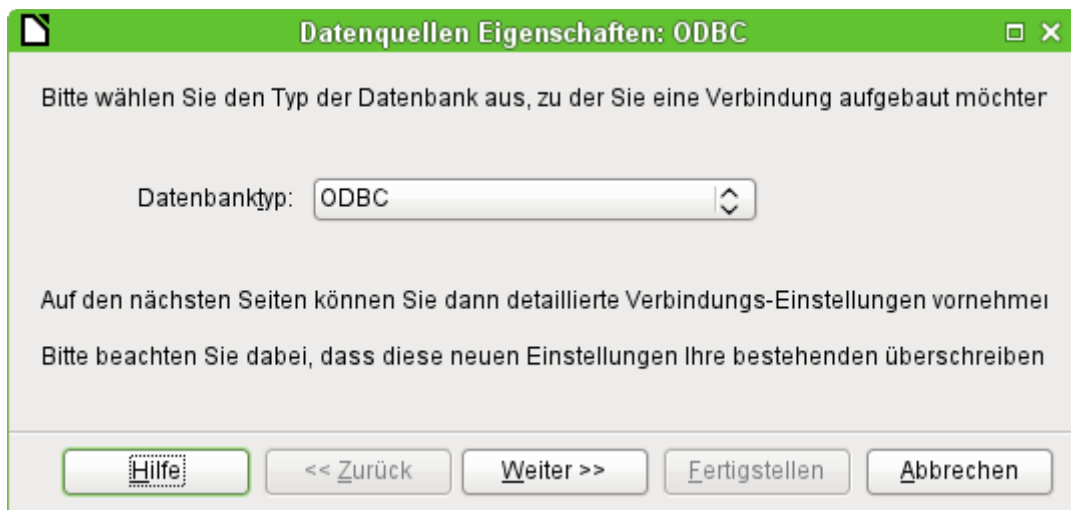 Datenquellen Eigenschaften: ODBC
Bitte wählen Sie den Typ der Datenbank aus, zu der Sie eine Verbindung aufgebaut möchten
Datenbanktyp: ODBC
Auf den nächsten Seiten können Sie dann detaillierte Verbindungs-Einstellungen vornehmen
Bitte beachten Sie dabei, dass diese neuen Einstellungen Ihre bestehenden überschreiben
Hilfe << Zurück Weiter >> Fertigstellen Abbrechen